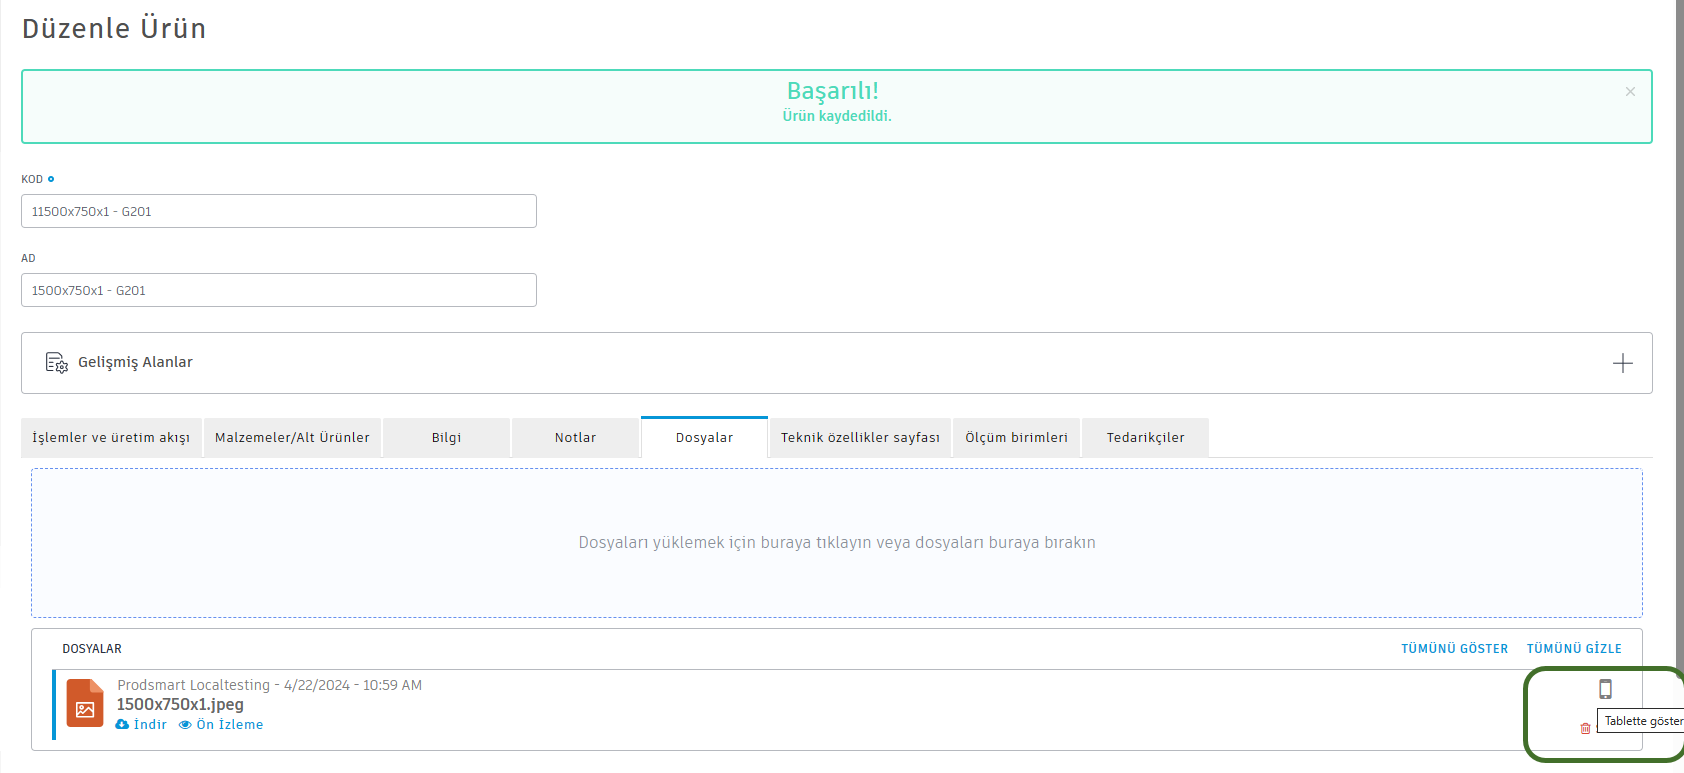 Düzenle Ürün
Başarılı!
×
Ürün kaydedildi.
KOD
11500x750x1 - G201
AD
1500x750x1 - G201
Gelişmiş Alanlar
İşlemler ve üretim akışı Malzemeler/Alt Ürünler Bilgi Notlar Dosyalar Teknik özellikler sayfası Ölçüm birimleri Tedarikçiler
Dosyaları yüklemek için buraya tıklayın veya dosyaları buraya bırakın
DOSYALAR TÜMÜNÜ GÖSTER TÜMÜNÜ GİZLE
Prodsmart Localtesting - 4/22/2024 - 10:59 AM
1500x750x1.jpeg
İndir Ön İzleme
Tablette göster